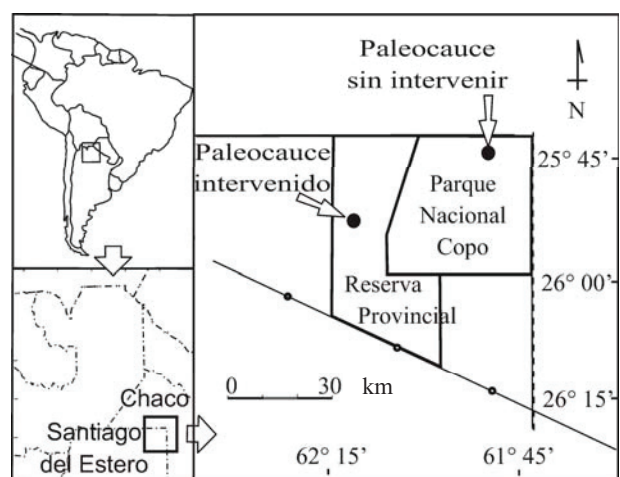 Paleocauce
sin intervenir
N
Paleocauce
intervenido
25° 45’
Parque
Nacional
Copo
26° 00’
Reserva
Provincial
0 30 km
26° 15’
62° 15’ 61° 45’
Chaco
Santiago
del Estero